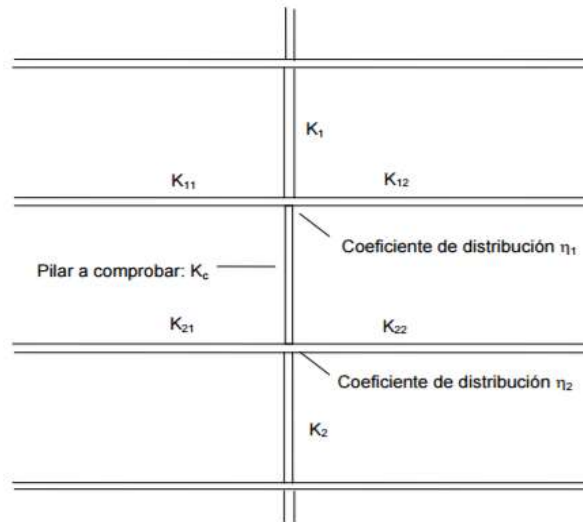 K₁
K₁₁
K₁₂
Coeficiente de distribución η₁
Pilar a comprobar: K꜀
K₂₁
K₂₂
Coeficiente de distribución η₂
K₂